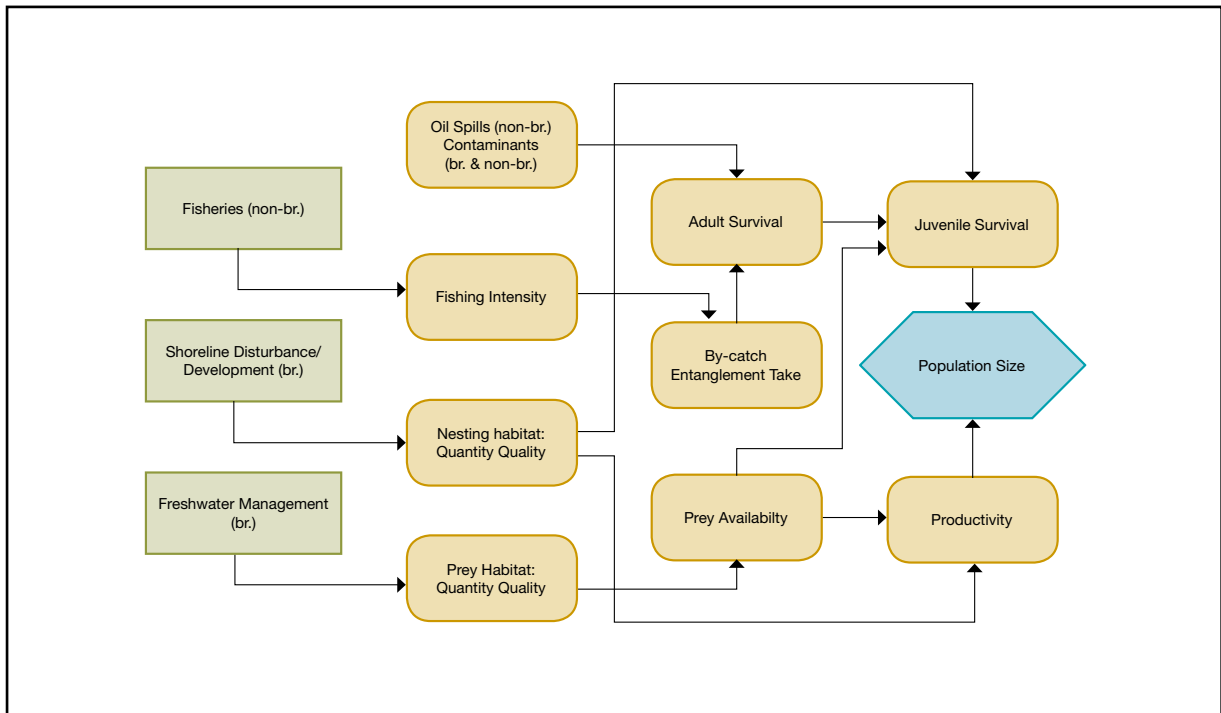 Oil Spills (non-br.)
Contaminants
(br. & non-br.)
Fisheries (non-br.)
Adult Survival
Juvenile Survival
Fishing Intensity
Shoreline Disturbance/
Development (br.)
By-catch
Entanglement Take
Population Size
Nesting habitat:
Quantity Quality
Freshwater Management
(br.)
Prey Availabilty
Productivity
Prey Habitat:
Quantity Quality